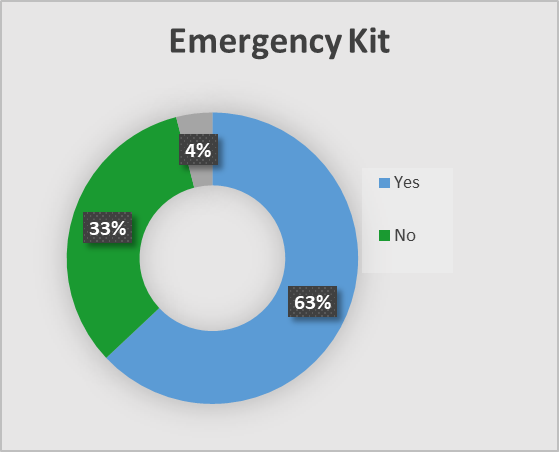 Emergency Kit
4%
33%
63%
Yes
No